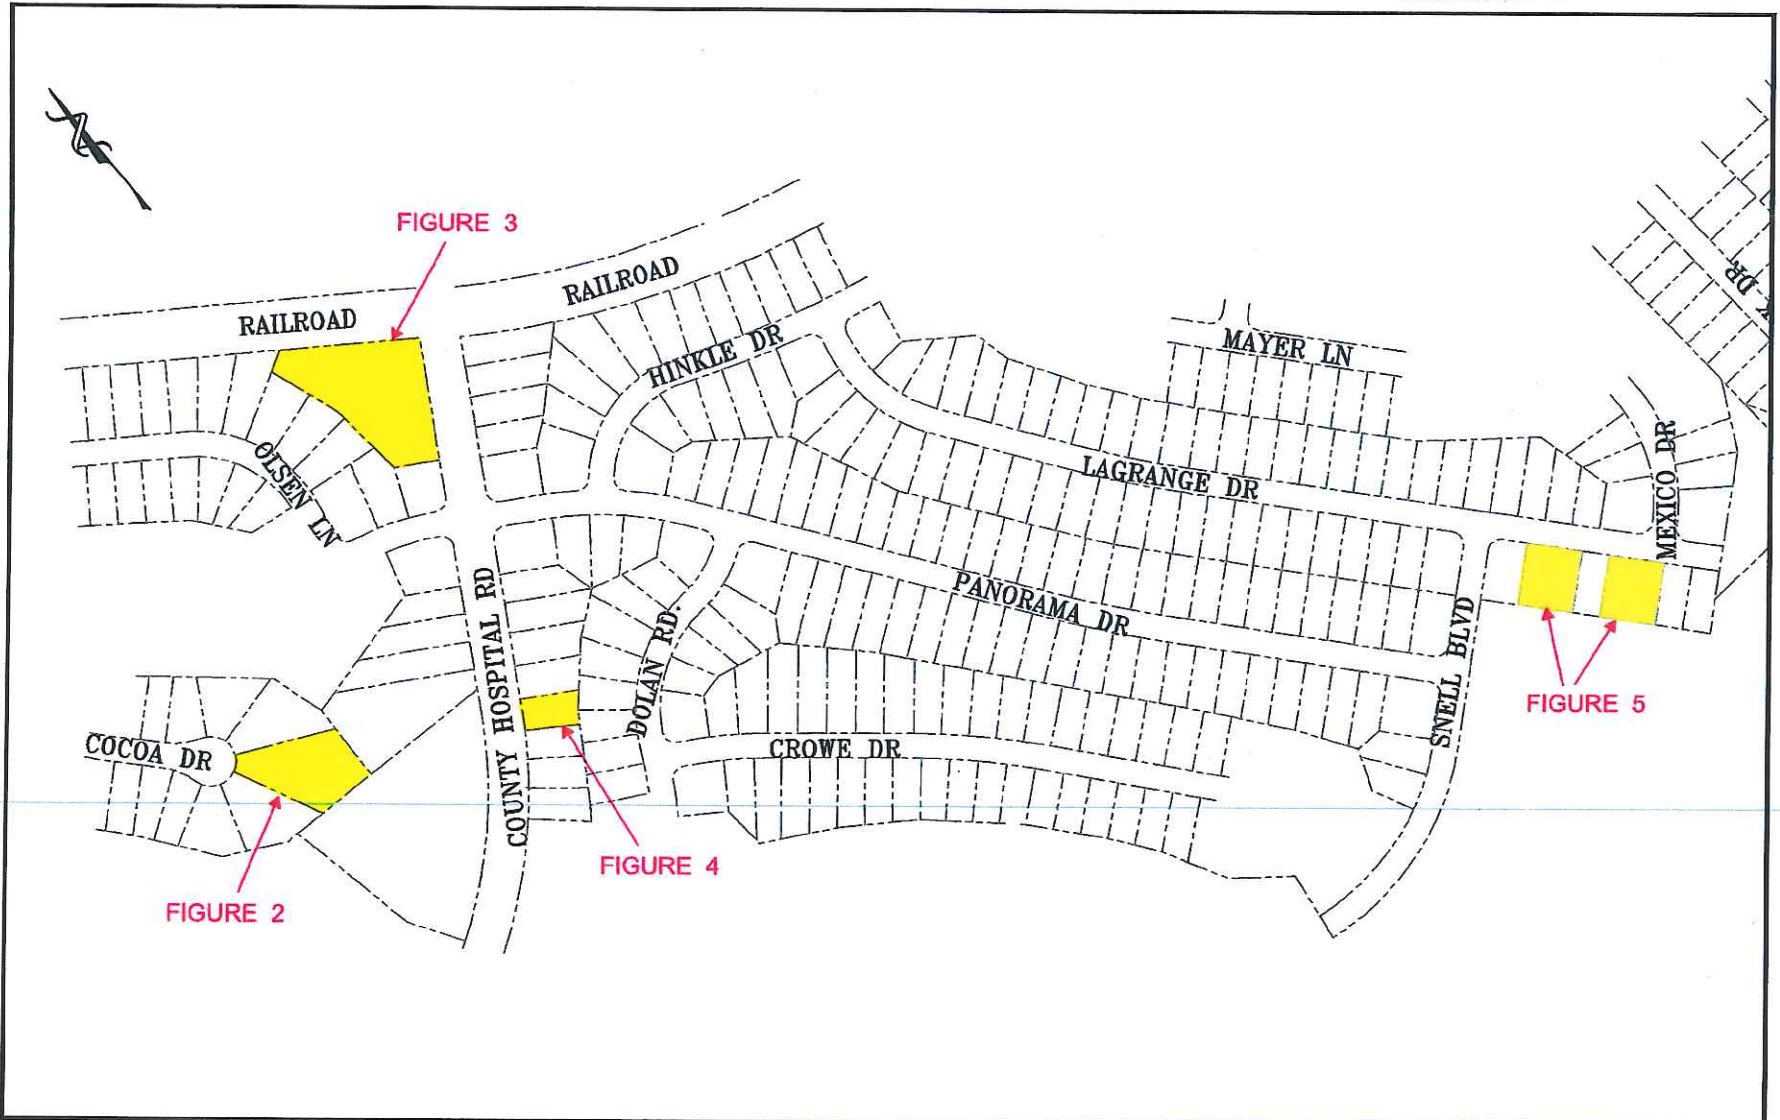 FIGURE 3
RAILROAD
RAILROAD
HINKLE DR
MAYER LN
OLSEN LN
LAGRANGE DR
MEXICO DR
COUNTY HOSPITAL RD
DOLAN RD.
PANORAMA DR
SNELL BLVD
FIGURE 5
COCOA DR
CROWE DR
FIGURE 4
FIGURE 2
DR